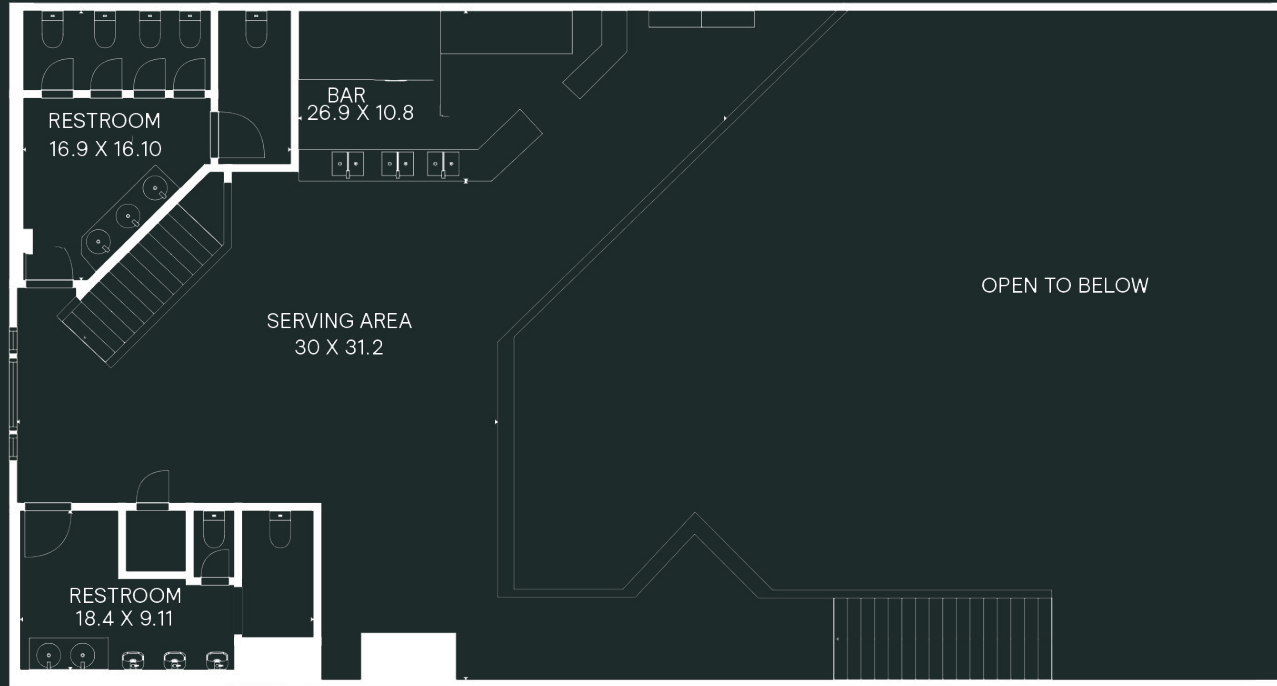 BAR
26.9 X 10.8
RESTROOM
16.9 X 16.10
OPEN TO BELOW
SERVING AREA
30 X 31.2
RESTROOM
18.4 X 9.11